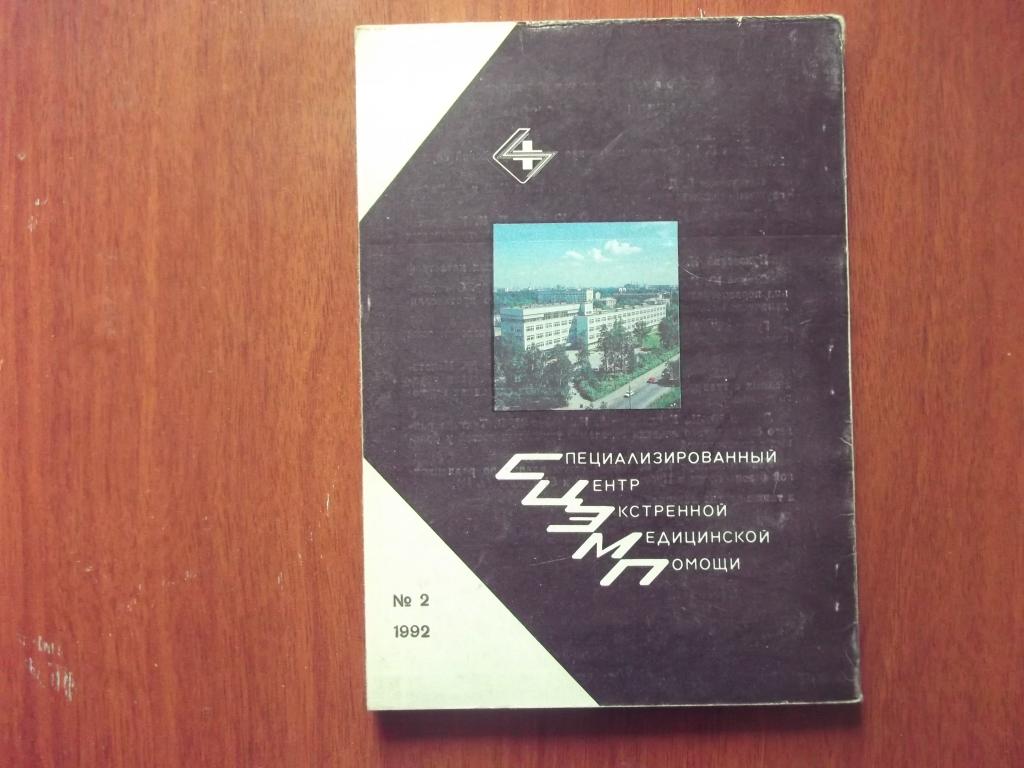 СПЕЦИАЛИЗИРОВАННЫЙ
ЦЕНТР
ЭКСТРЕННОЙ
МЕДИЦИНСКОЙ
ПОМОЩИ
№ 2
1992